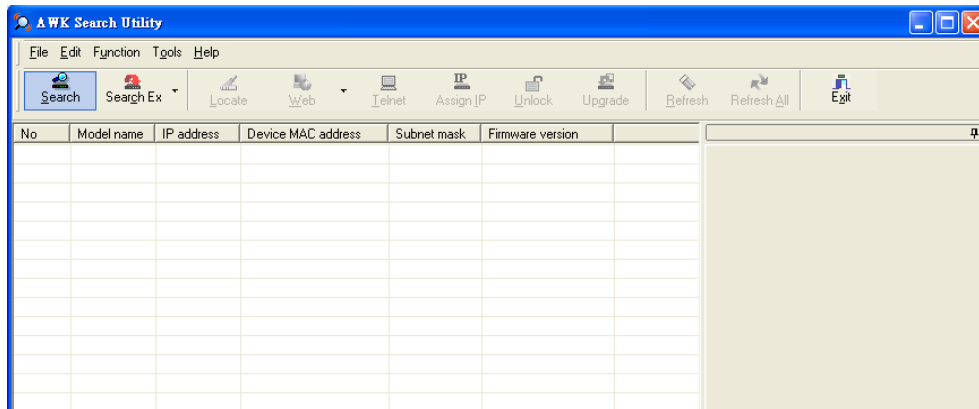 AWK Search Utility
File Edit Function Tools Help
IP
Search Search Ex Locate Web Telnet Assign IP Unlock Upgrade Refresh Refresh All Exit
No Model name IP address Device MAC address Subnet mask Firmware version